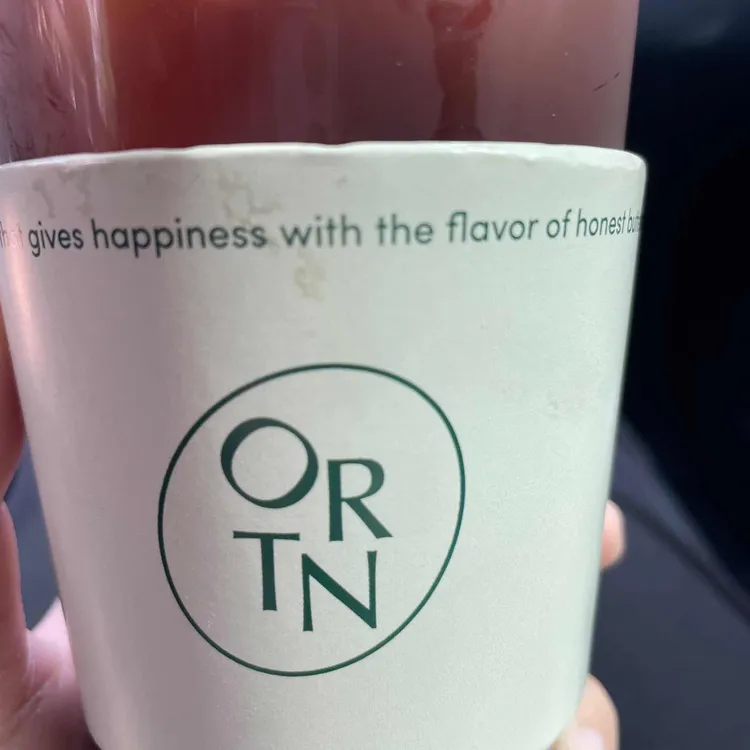 gives happiness with the flavor of honest
OR
TN